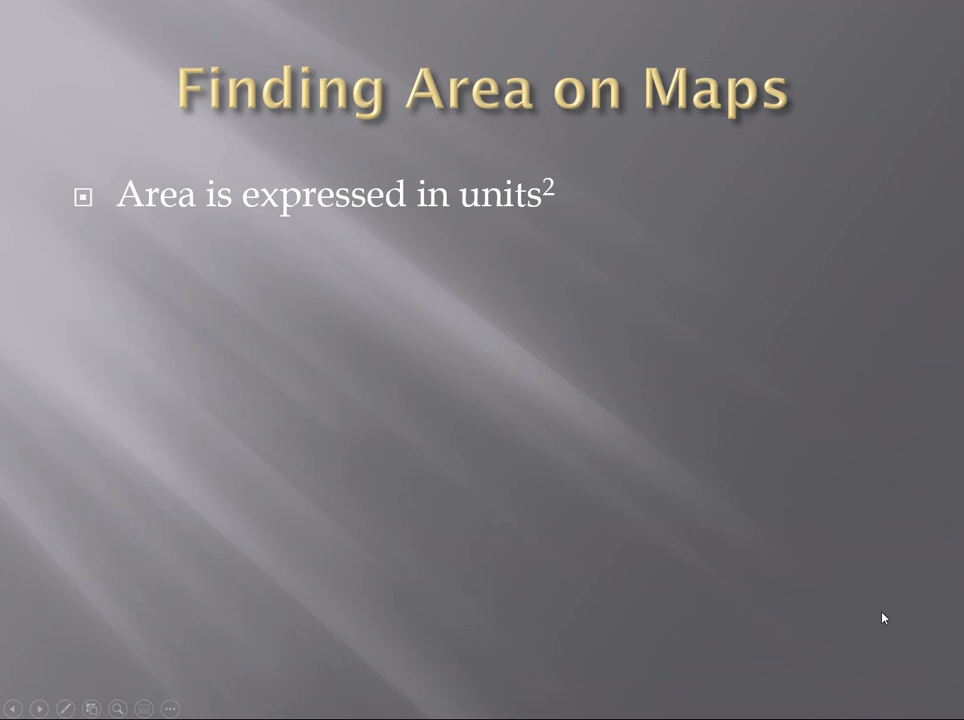 Finding Area on Maps
Area is expressed in units²